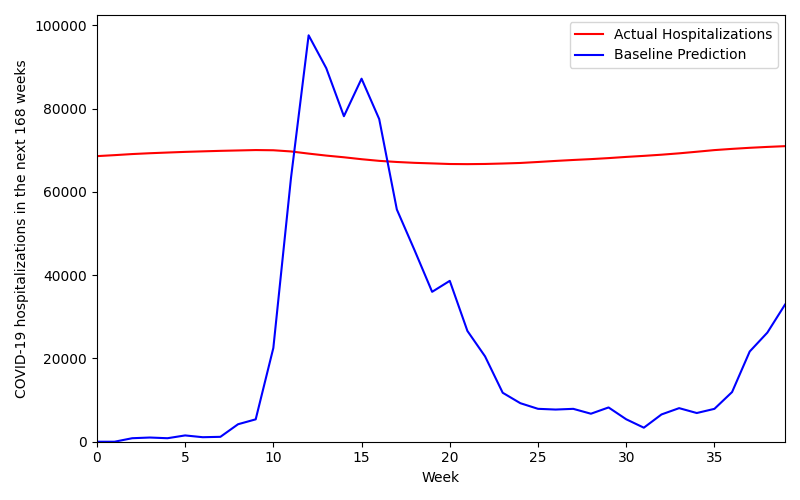 100000
80000
60000
40000
20000
0
COVID-19 hospitalizations in the next 168 weeks
Actual Hospitalizations
Baseline Prediction
0 5 10 15 20 25 30 35
Week